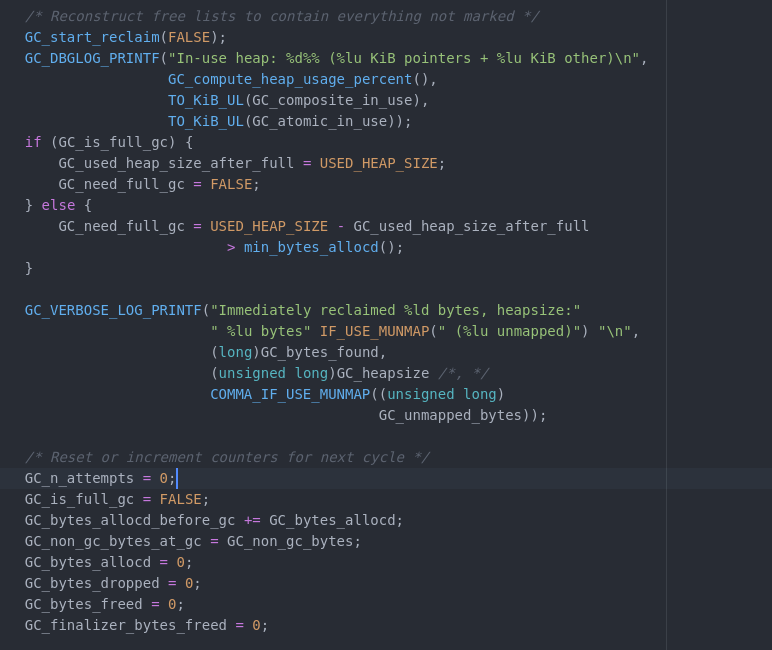 /* Reconstruct free lists to contain everything not marked */
GC_start_reclaim(FALSE);
GC_DBGLOG_PRINTF("In-use heap: %d%% (%lu KiB pointers + %lu KiB other)\n",
                 GC_compute_heap_usage_percent(),
                 TO_KiB_UL(GC_composite_in_use),
                 TO_KiB_UL(GC_atomic_in_use));
if (GC_is_full_gc) {
    GC_used_heap_size_after_full = USED_HEAP_SIZE;
    GC_need_full_gc = FALSE;
} else {
    GC_need_full_gc = USED_HEAP_SIZE - GC_used_heap_size_after_full
                        > min_bytes_allocd();
}

GC_VERBOSE_LOG_PRINTF("Immediately reclaimed %ld bytes, heapsize:"
                      " %lu bytes" IF_USE_MUNMAP(" (%lu unmapped)") "\n",
                      (long)GC_bytes_found,
                      (unsigned long)GC_heapsize /*, */
                      COMMA_IF_USE_MUNMAP((unsigned long)
                                          GC_unmapped_bytes));

/* Reset or increment counters for next cycle */
GC_n_attempts = 0;
GC_is_full_gc = FALSE;
GC_bytes_allocd_before_gc += GC_bytes_allocd;
GC_non_gc_bytes_at_gc = GC_non_gc_bytes;
GC_bytes_allocd = 0;
GC_bytes_dropped = 0;
GC_bytes_freed = 0;
GC_finalizer_bytes_freed = 0;